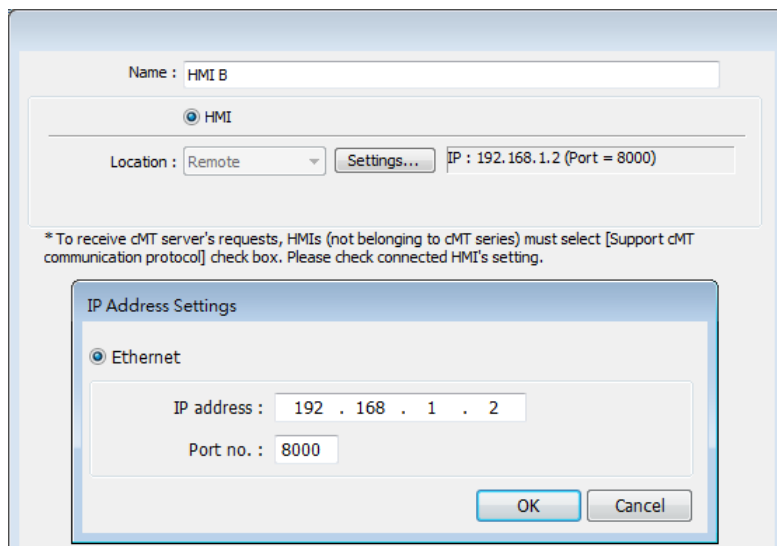 Name : HMI B
HMI
Location : Remote Settings... IP : 192.168.1.2 (Port = 8000)
* To receive cMT server's requests, HMIs (not belonging to cMT series) must select [Support cMT
communication protocol] check box. Please check connected HMI's setting.
IP Address Settings
Ethernet
IP address : 192 . 168 . 1 . 2
Port no. : 8000
OK Cancel